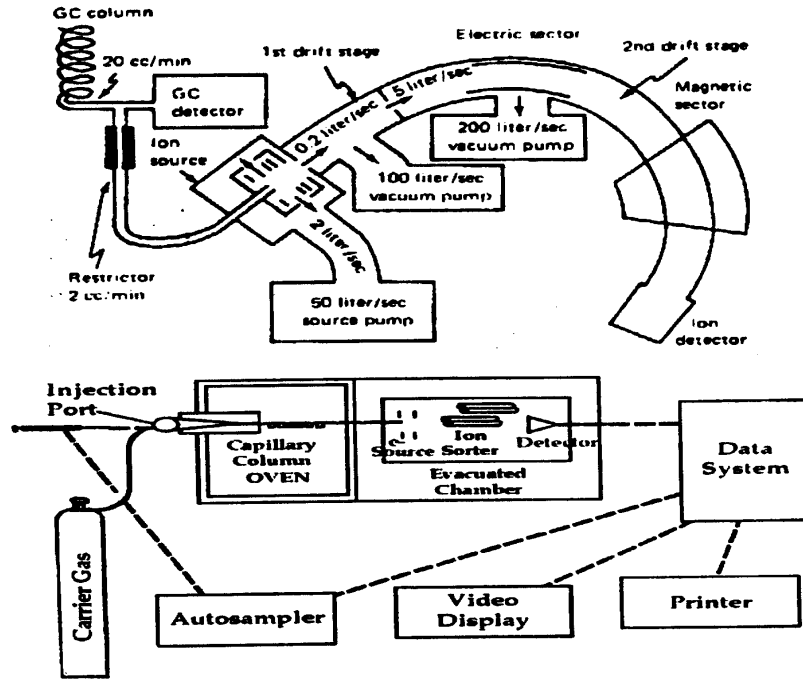 GC column
20 cc/min
GC
detector
Ion
source
Restrictor
2 cc/min
1st drift stage
0.2 liter/sec
5 liter/sec
Electric sector
2nd drift stage
Magnetic
sector
200 liter/sec
vacuum pump
100 liter/sec
vacuum pump
2 liter/sec
50 liter/sec
source pump
Ion
detector
Injection
Port
Capillary
Column
OVEN
Source
Ion
Sorter
Detector
Evacuated
Chamber
Data
System
Carrier Gas
Autosampler
Video
Display
Printer